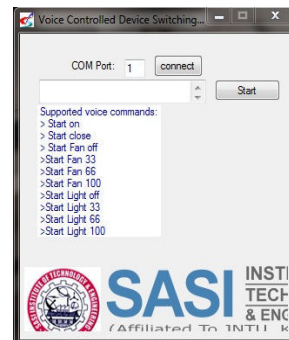 Voice Controlled Device Switching...
COM Port: 1 connect
Start
Supported voice commands:
> Start on
> Start close
> Start Fan off
>Start Fan 33
>Start Fan 66
>Start Fan 100
>Start Light off
>Start Light 33
>Start Light 66
>Start Light 100
SASI
INSTI
TECH
& ENG
(Affiliated To JNTU, K